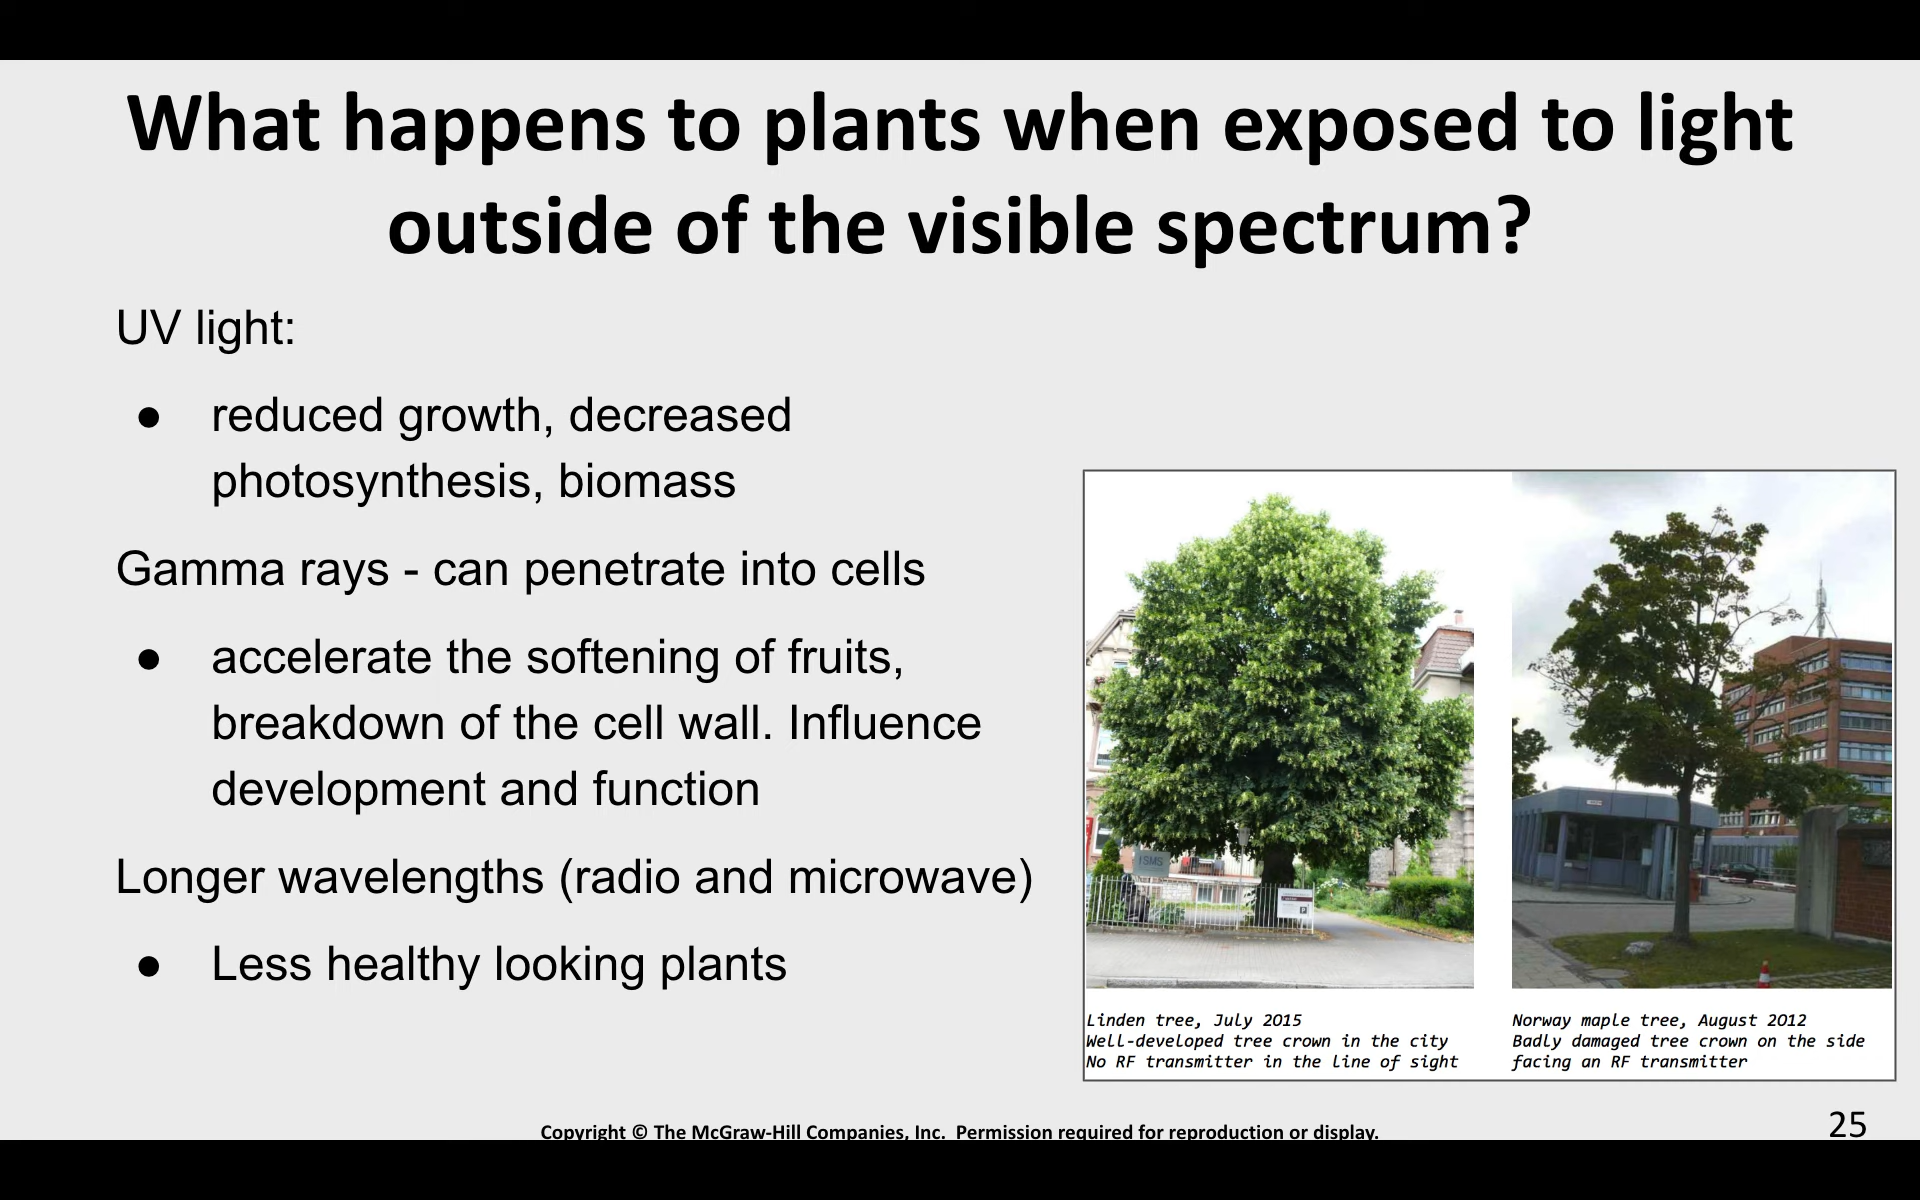 What happens to plants when exposed to light
outside of the visible spectrum?
UV light:
● reduced growth, decreased
photosynthesis, biomass
Gamma rays - can penetrate into cells
● accelerate the softening of fruits,
breakdown of the cell wall. Influence
development and function
Longer wavelengths (radio and microwave)
● Less healthy looking plants
ISMS
Linden tree, July 2015
Well-developed tree crown in the city
No RF transmitter in the line of sight
Norway maple tree, August 2012
Badly damaged tree crown on the side
facing an RF transmitter
Copyright © The McGraw-Hill Companies, Inc. Permission required for reproduction or display.
25